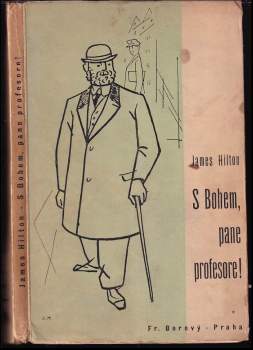 James Hilton · S Bohem, pane profesore!
James Hilton
S Bohem,
pane
profesore!
Fr. Borový - Praha